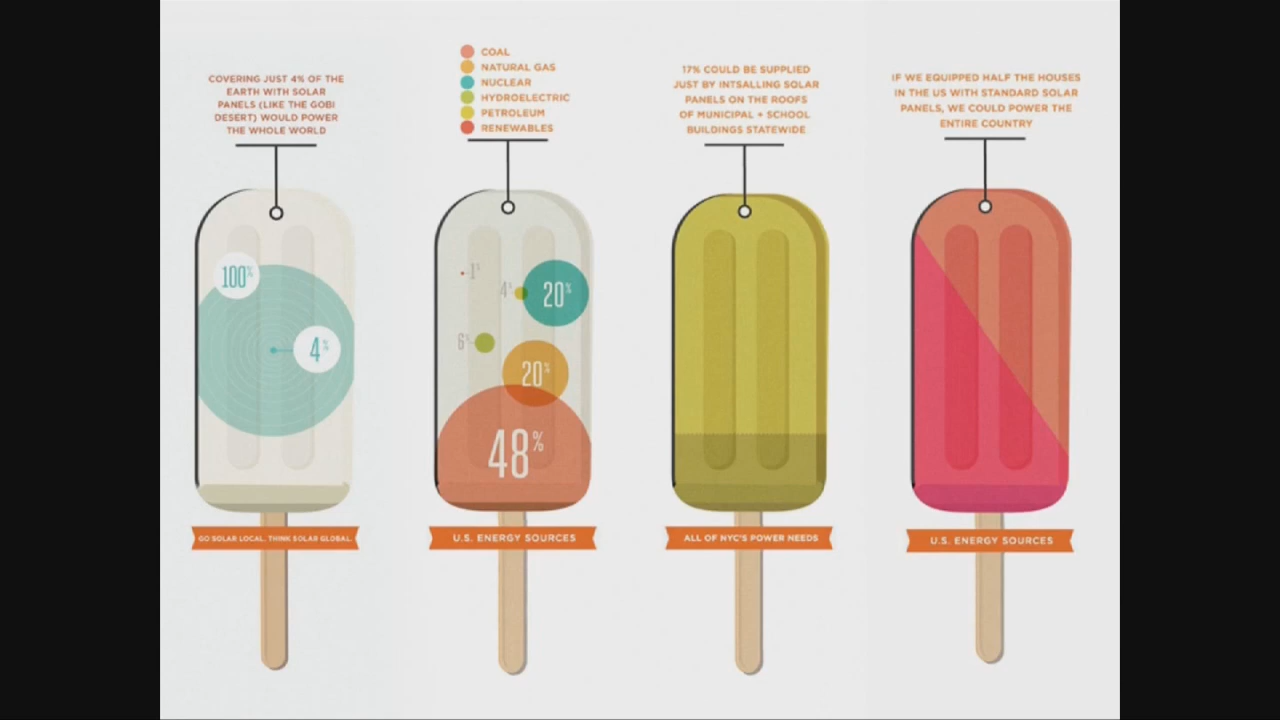 COVERING JUST 4% OF THE
EARTH WITH SOLAR
PANELS (LIKE THE GOBI
DESERT) WOULD POWER
THE WHOLE WORLD
100%
4%
GO SOLAR LOCAL. THINK SOLAR GLOBAL.
COAL
NATURAL GAS
NUCLEAR
HYDROELECTRIC
PETROLEUM
RENEWABLES
1%
4%
20%
6%
20%
48%
U.S. ENERGY SOURCES
17% COULD BE SUPPLIED
JUST BY INTSALLING SOLAR
PANELS ON THE ROOFS
OF MUNICIPAL + SCHOOL
BUILDINGS STATEWIDE
ALL OF NYC'S POWER NEEDS
IF WE EQUIPPED HALF THE HOUSES
IN THE US WITH STANDARD SOLAR
PANELS, WE COULD POWER THE
ENTIRE COUNTRY
U.S. ENERGY SOURCES